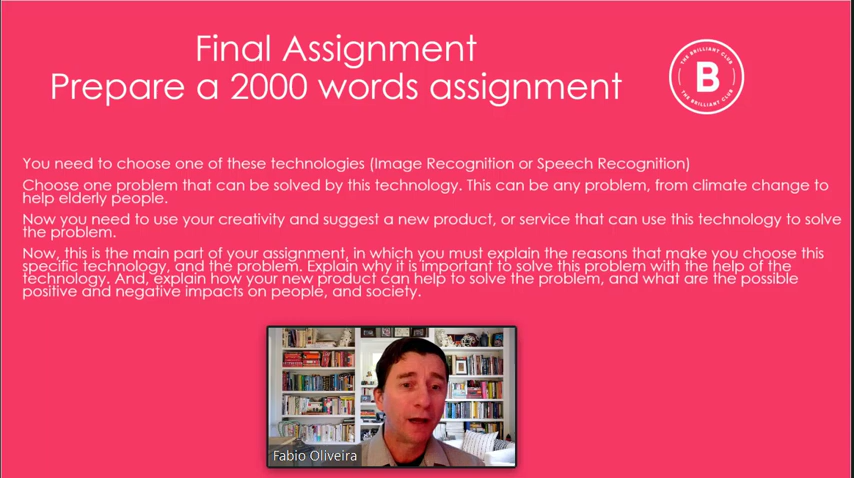 Final Assignment
Prepare a 2000 words assignment
THE BRILLIANT CLUB
B
THE BRILLIANT CLUB
You need to choose one of these technologies (Image Recognition or Speech Recognition)
Choose one problem that can be solved by this technology. This can be any problem, from climate change to
help elderly people.
Now you need to use your creativity and suggest a new product, or service that can use this technology to solve
the problem.
Now, this is the main part of your assignment, in which you must explain the reasons that make you choose this
specific technology, and the problem. Explain why it is important to solve this problem with the help of the
technology. And, explain how your new product can help to solve the problem, and what are the possible
positive and negative impacts on people, and society.
Fabio Oliveira